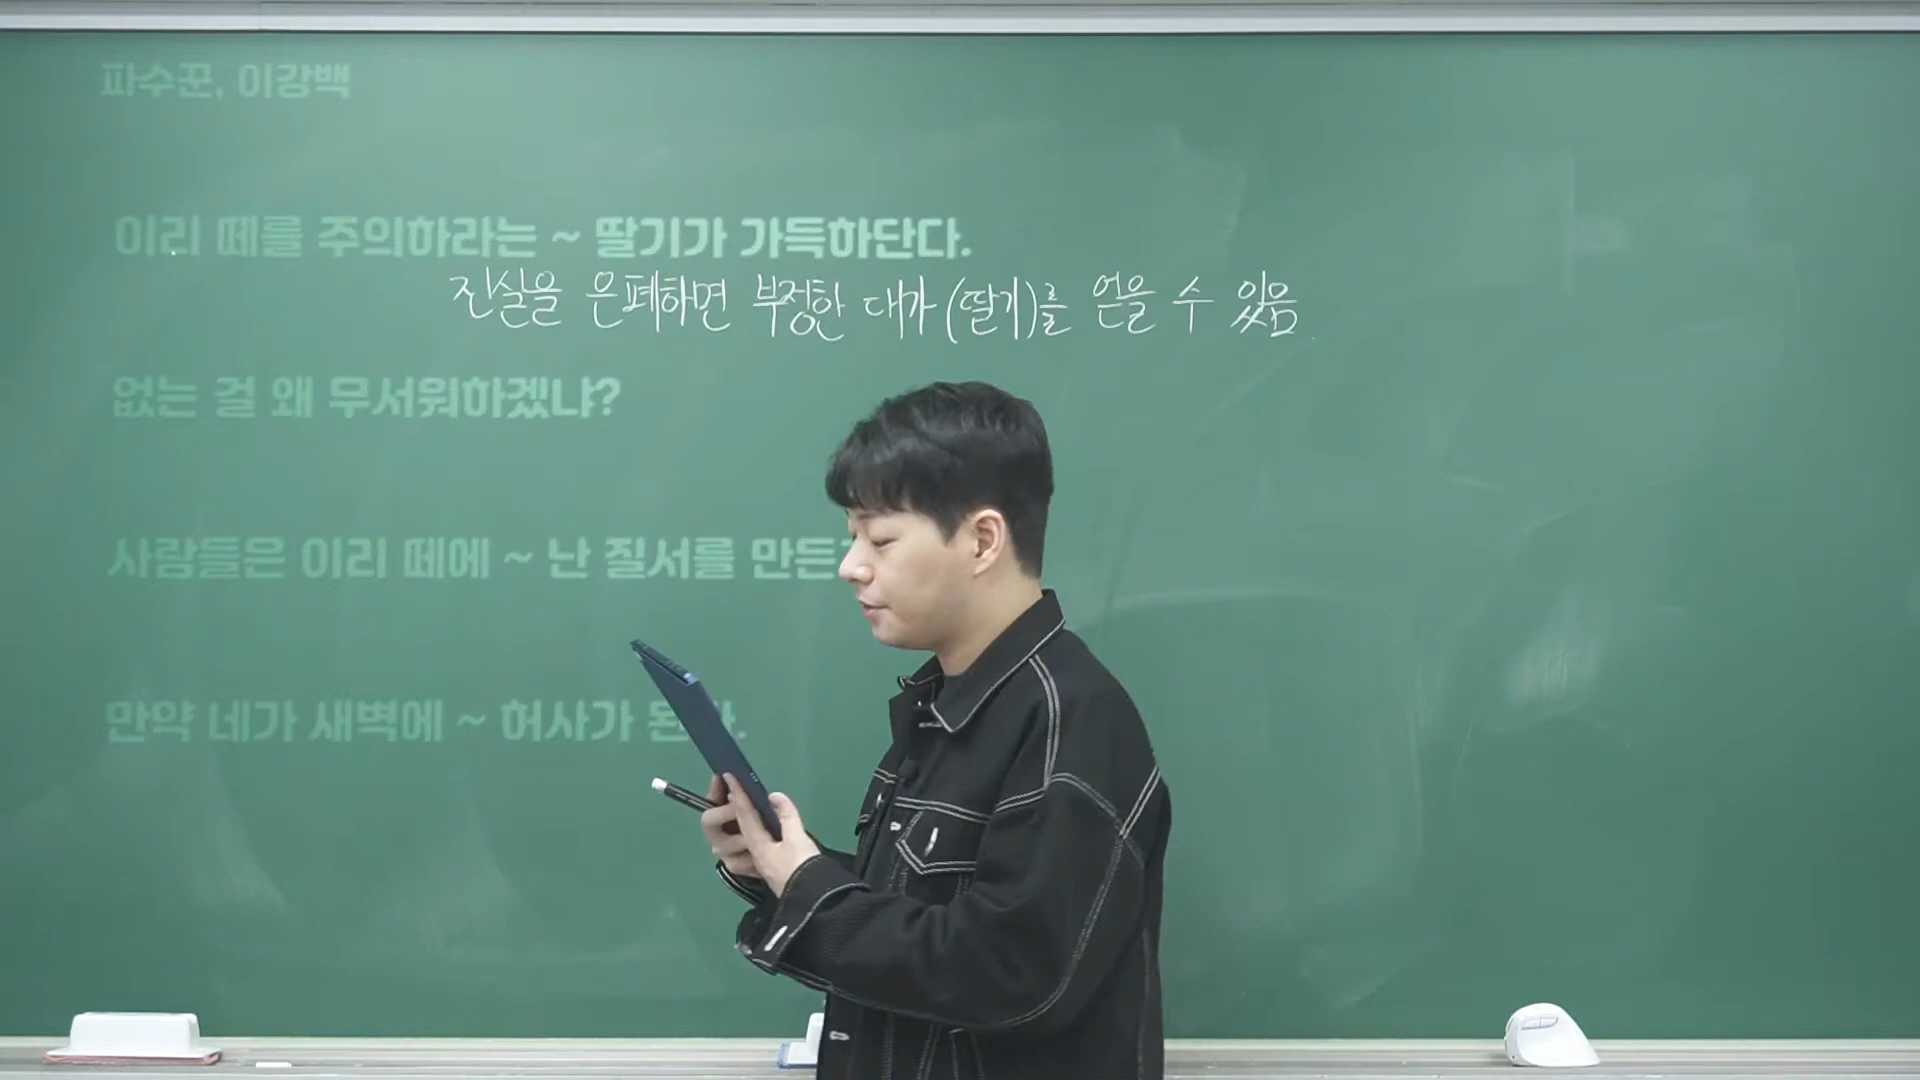 파수꾼, 이강백
이리 떼를 주의하라는 ~ 딸기가 가득하단다.
진실을 은폐하면 부정한 대가 (딸기)를 얻을 수 있음
없는 걸 왜 무서워하겠냐?
사람들은 이리 떼에 ~ 난 질서를 만든
만약 네가 새벽에 ~ 허사가 된다.